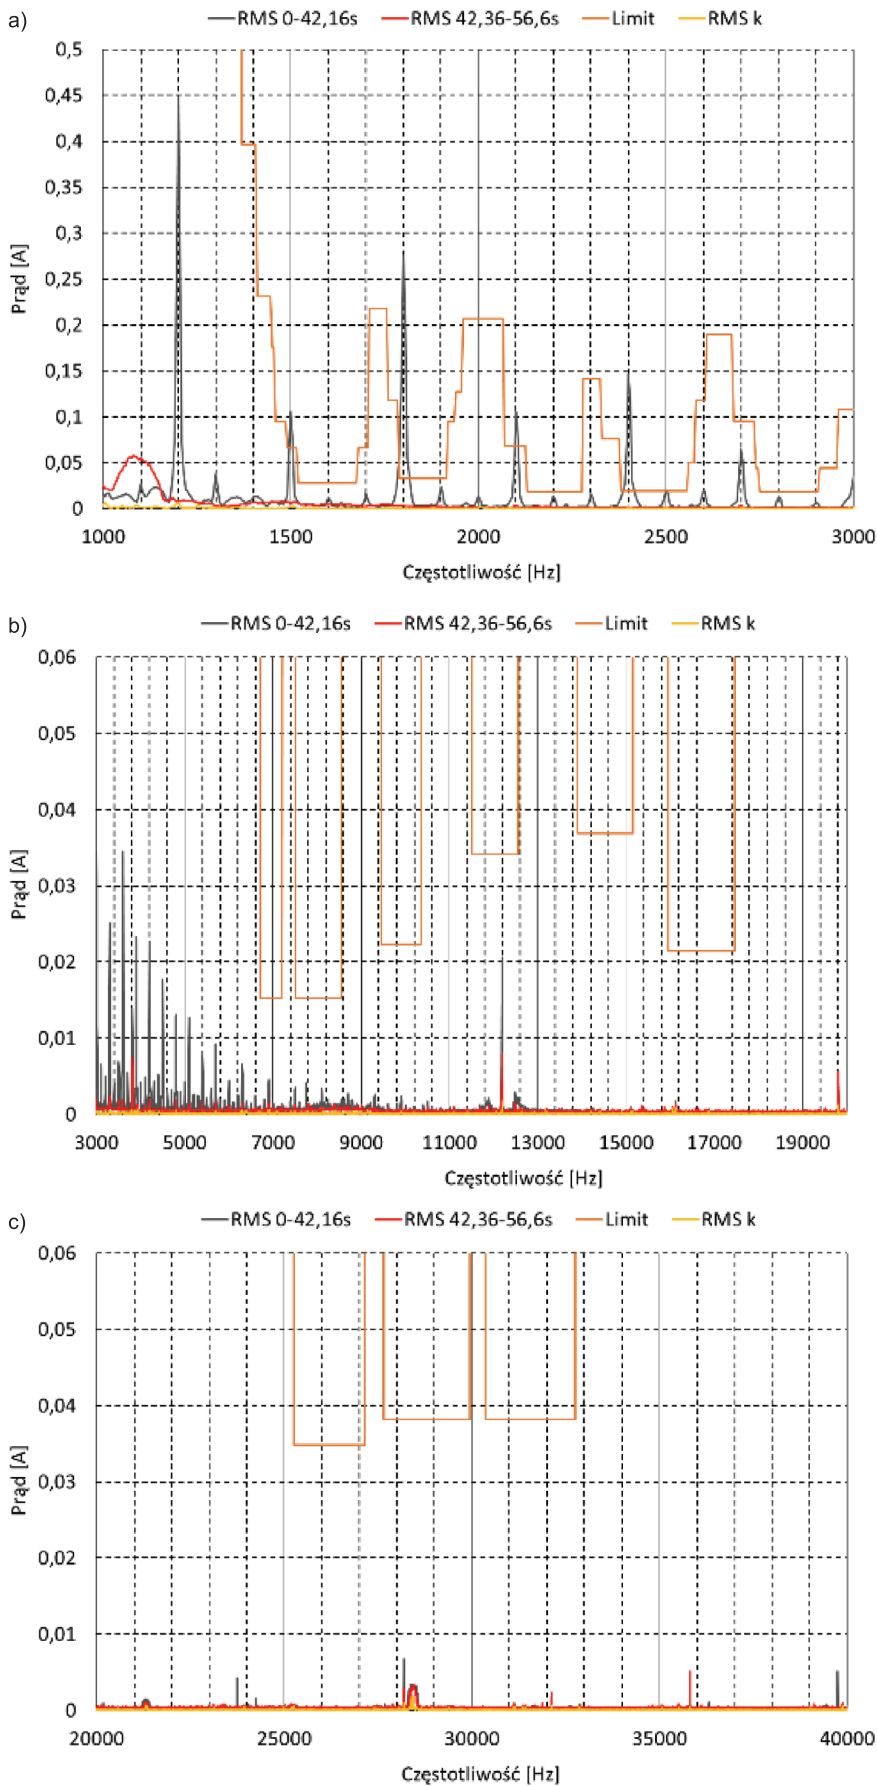 a)
RMS 0-42,16s RMS 42,36-56,6s Limit RMS k
0,5
0,45
0,4
0,35
0,3
0,25
0,2
0,15
0,1
0,05
0
Prąd [A]
1000 1500 2000 2500 3000
Częstotliwość [Hz]
b)
RMS 0-42,16s RMS 42,36-56,6s Limit RMS k
0,06
0,05
0,04
0,03
0,02
0,01
0
Prąd [A]
3000 5000 7000 9000 11000 13000 15000 17000 19000
Częstotliwość [Hz]
c)
RMS 0-42,16s RMS 42,36-56,6s Limit RMS k
0,06
0,05
0,04
0,03
0,02
0,01
0
Prąd [A]
20000 25000 30000 35000 40000
Częstotliwość [Hz]